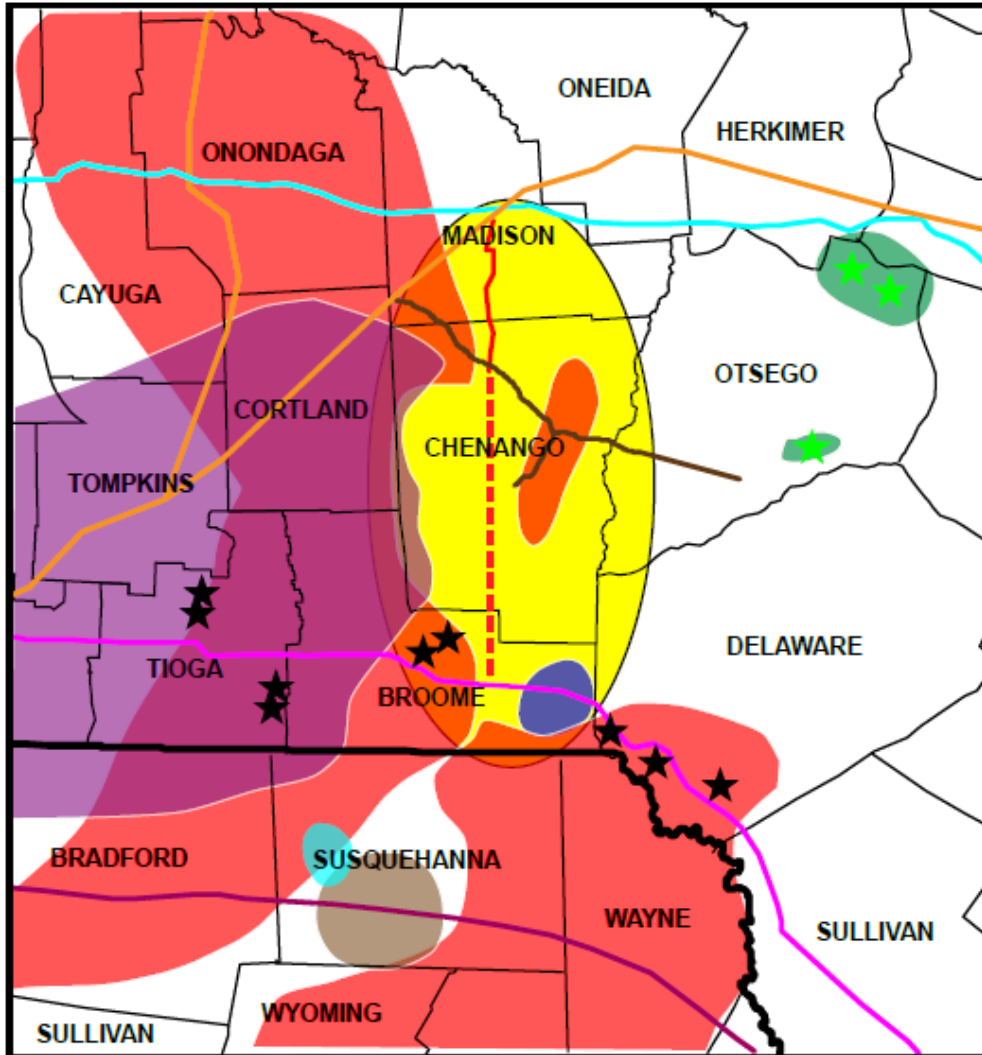 ONEIDA
HERKIMER
ONONDAGA
MADISON
CAYUGA
OTSEGO
CORTLAND
CHENANGO
TOMPKINS
DELAWARE
TIOGA
BROOME
BRADFORD
SUSQUEHANNA
WAYNE
SULLIVAN
WYOMING
SULLIVAN